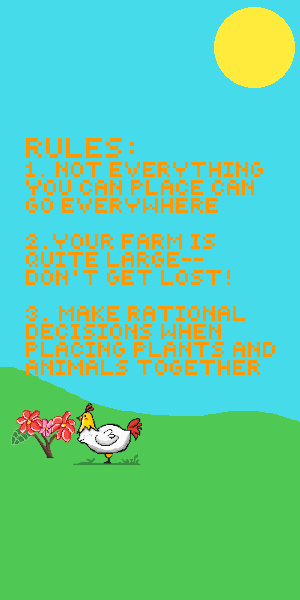 RULES:
1. NOT EVERYTHING
YOU CAN PLACE CAN
GO EVERYWHERE
2.YOUR FARM IS
QUITE LARGE--
DON'T GET LOST!
3. MAKE RATIONAL
DECISIONS WHEN
PLACING PLANTS AND
ANIMALS TOGETHER